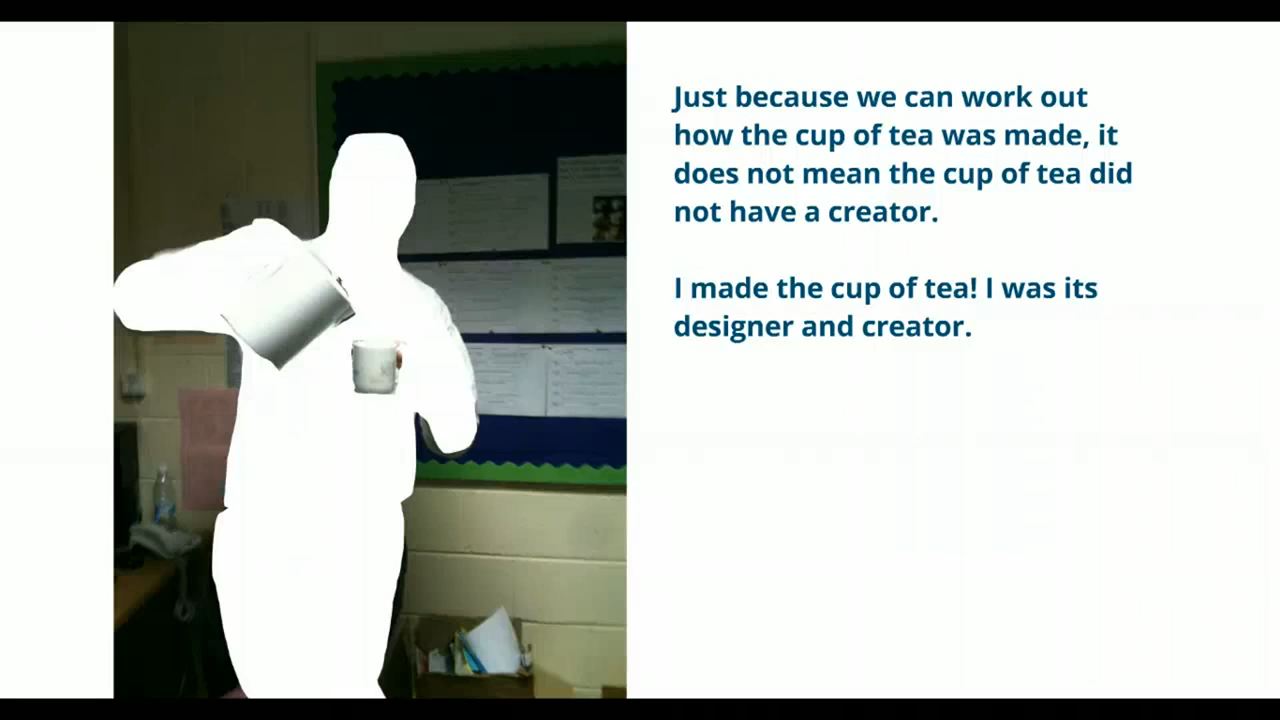 Just because we can work out
how the cup of tea was made, it
does not mean the cup of tea did
not have a creator.
I made the cup of tea! I was its
designer and creator.